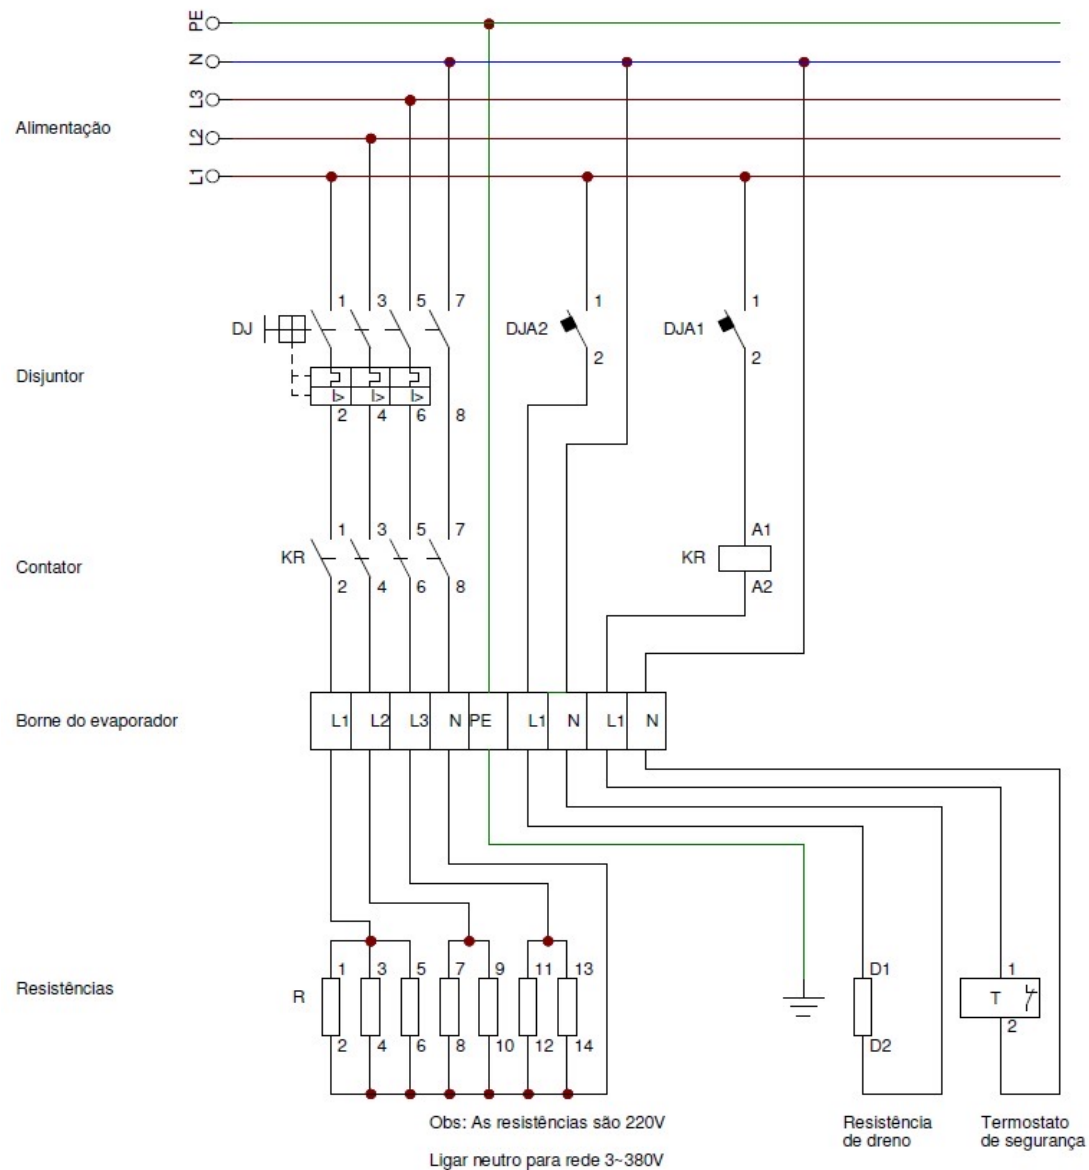 PE
N
L3
Alimentação
L2
L1
1 3 5 7 1 1
DJ DJA2 DJA1
2 2
Disjuntor
I> I> I>
2 4 6 8
1 3 5 7 A1
KR KR
Contator
2 4 6 8 A2
Borne do evaporador L1 L2 L3 N PE L1 N L1 N
1 3 5 7 9 11 13 D1 1
Resistências R T
2
2 4 6 8 10 12 14 D2
Obs: As resistências são 220V
Resistência
de dreno
Termostato
de segurança
Ligar neutro para rede 3~380V